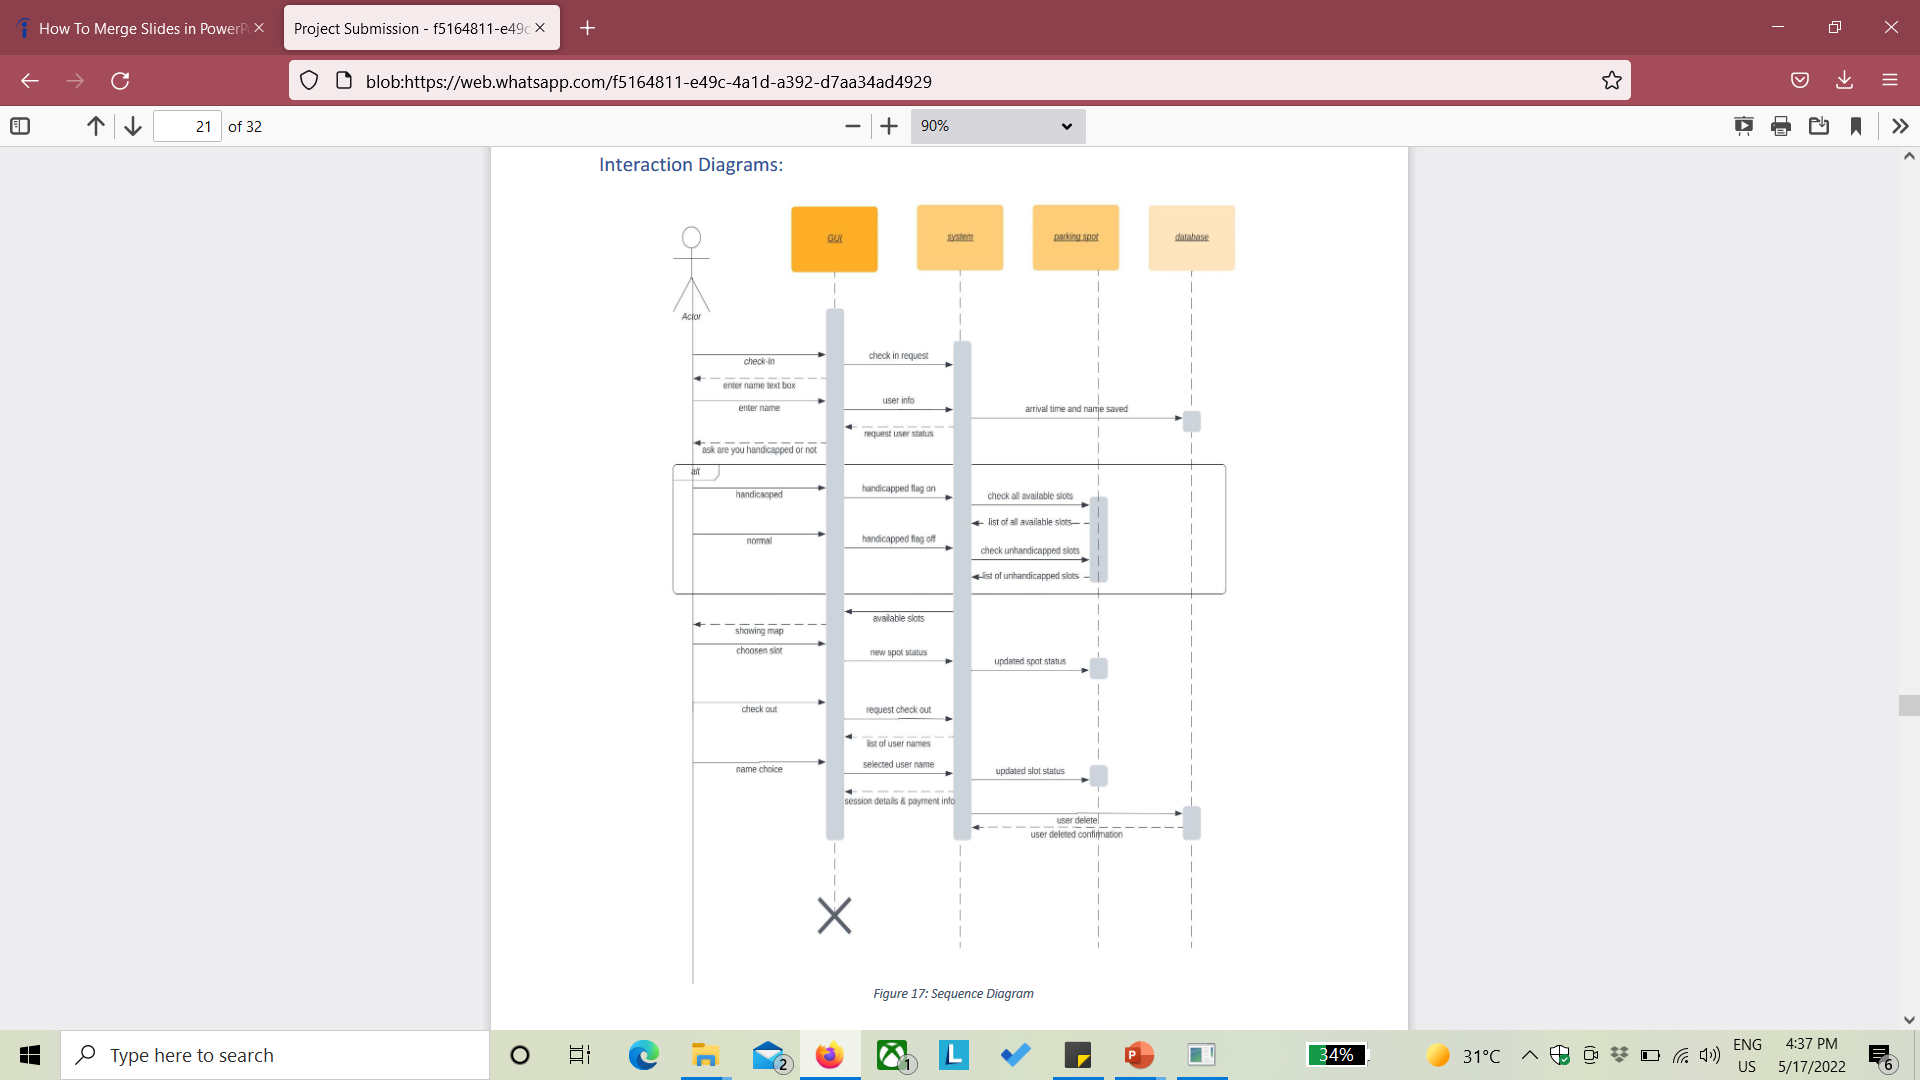 How To Merge Slides in PowerP
Project Submission - f5164811-e49c
blob:https://web.whatsapp.com/f5164811-e49c-4a1d-a392-d7aa34ad4929
21 of 32
90%
Interaction Diagrams:
GUI
system
parking spot
database
Actor
check-In
check in request
enter name text box
enter name
user info
arrival time and name saved
request user status
ask are you handicapped or not
alt
handicaoped
handicapped flag on
check all available slots
list of all available slots
normal
handicapped flag off
check unhandicapped slots
list of unhandicapped slots
available slots
showing map
choosen slot
new spot status
updated spot status
check out
request check out
list of user names
name choice
selected user name
updated slot status
session details & payment info
user delete
user deleted confirmation
Figure 17: Sequence Diagram
Type here to search
2
1
L
P
34%
31°C
ENG
US
4:37 PM
5/17/2022
6